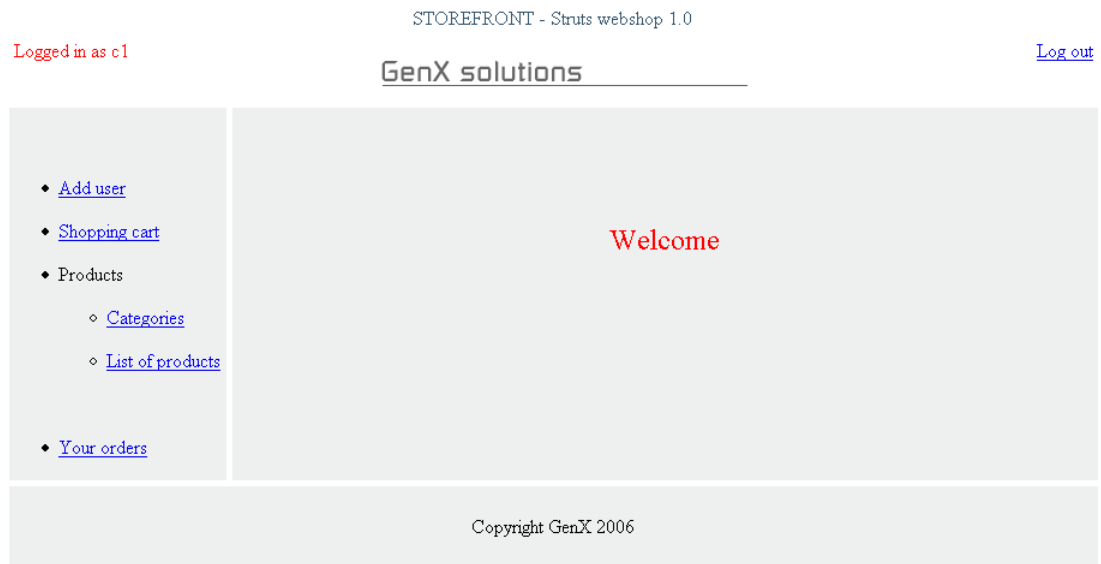 STOREFRONT - Struts webshop 1.0
Logged in as c1
Log out
GenX solutions
Add user
Shopping cart
Products
Categories
List of products
Your orders
Welcome
Copyright GenX 2006